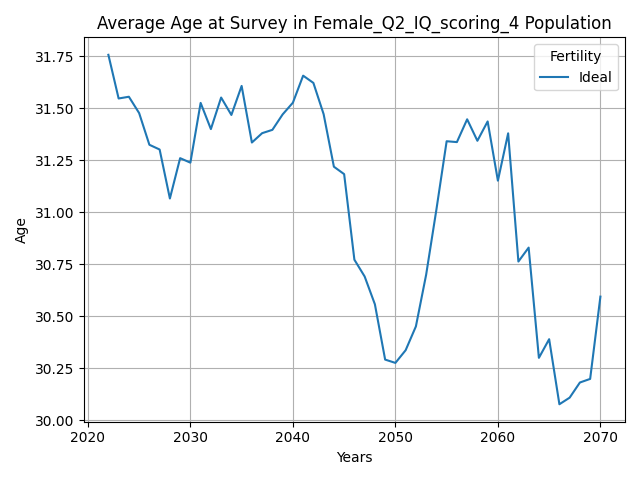 Average Age at Survey in Female_Q2_IQ_scoring_4 Population
Fertility
Ideal
31.75
31.50
31.25
31.00
30.75
30.50
30.25
30.00
Age
2020 2030 2040 2050 2060 2070
Years